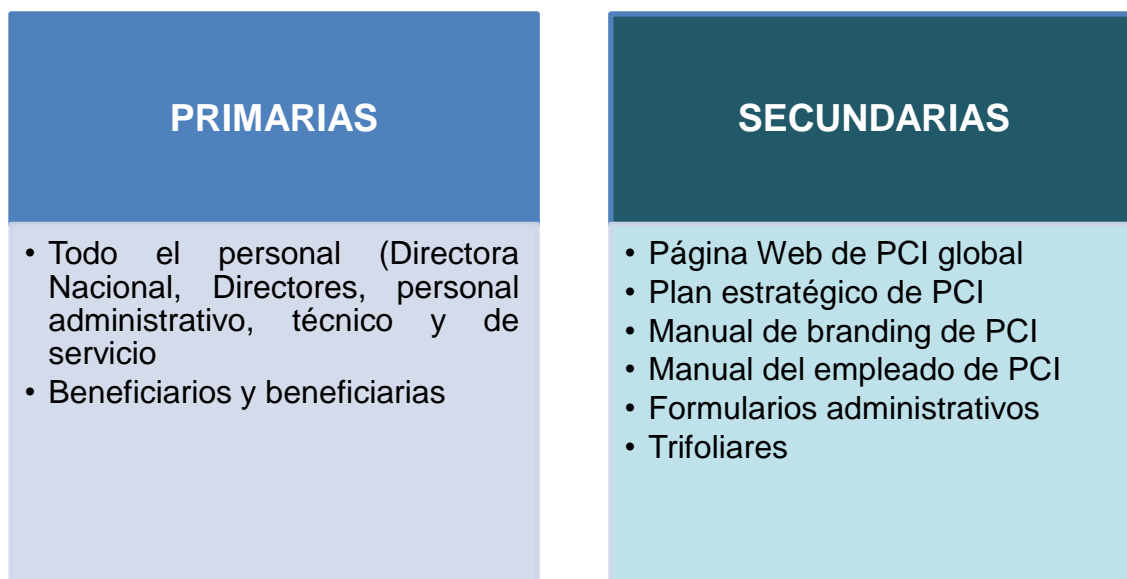 PRIMARIAS
• Todo el personal (Directora
Nacional, Directores, personal
administrativo, técnico y de
servicio
• Beneficiarios y beneficiarias
SECUNDARIAS
• Página Web de PCI global
• Plan estratégico de PCI
• Manual de branding de PCI
• Manual del empleado de PCI
• Formularios administrativos
• Trifoliares